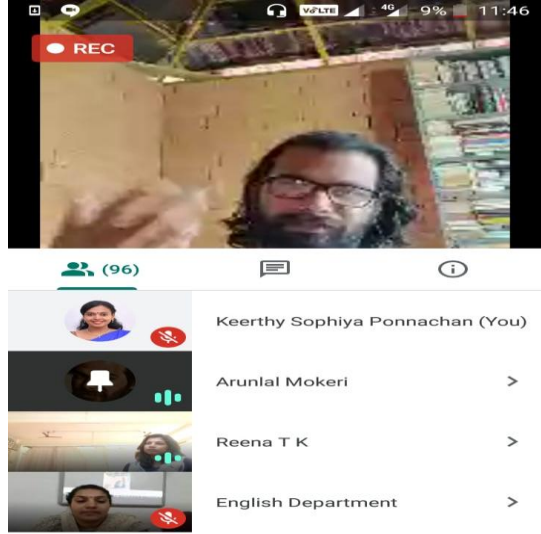 VoLTE 4G 9% 11:46
REC
(96)
Keerthy Sophiya Ponnachan (You)
Arunlal Mokeri
Reena T K
English Department